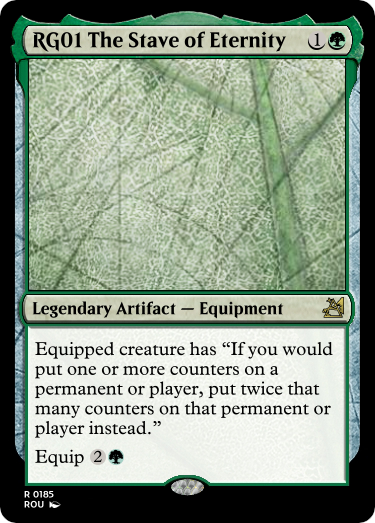 RG01 The Stave of Eternity 1
Legendary Artifact — Equipment
Equipped creature has “If you would
put one or more counters on a
permanent or player, put twice that
many counters on that permanent or
player instead.”
Equip 2
R 0185
ROU